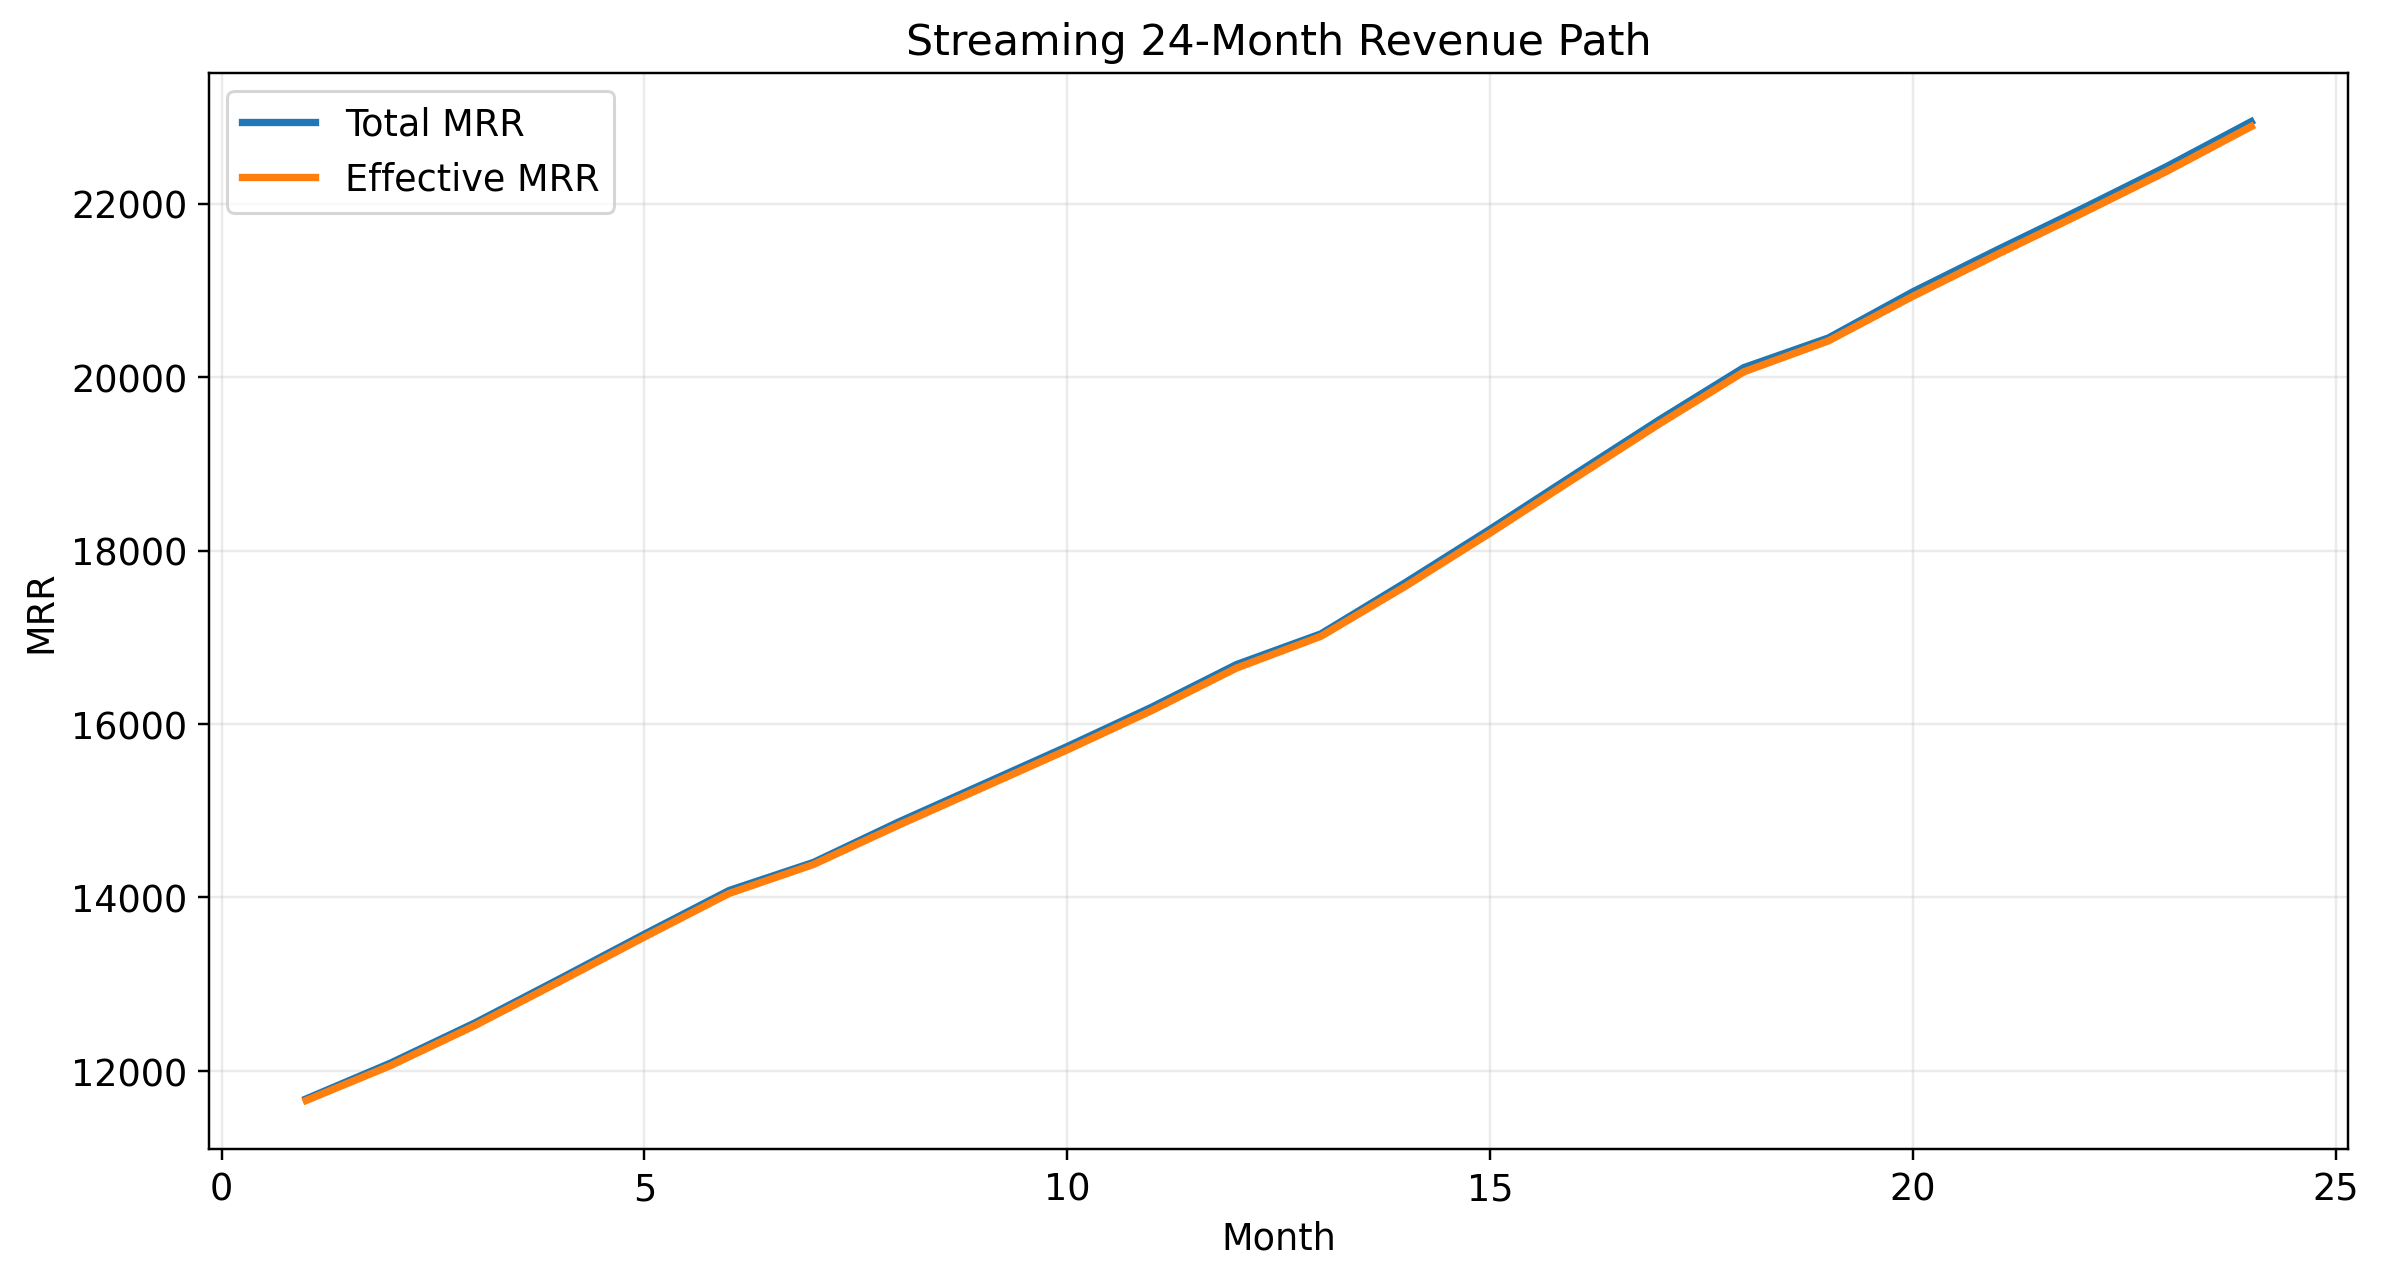 Streaming 24-Month Revenue Path
Total MRR
Effective MRR
22000
20000
18000
16000
14000
12000
MRR
0 5 10 15 20 25
Month